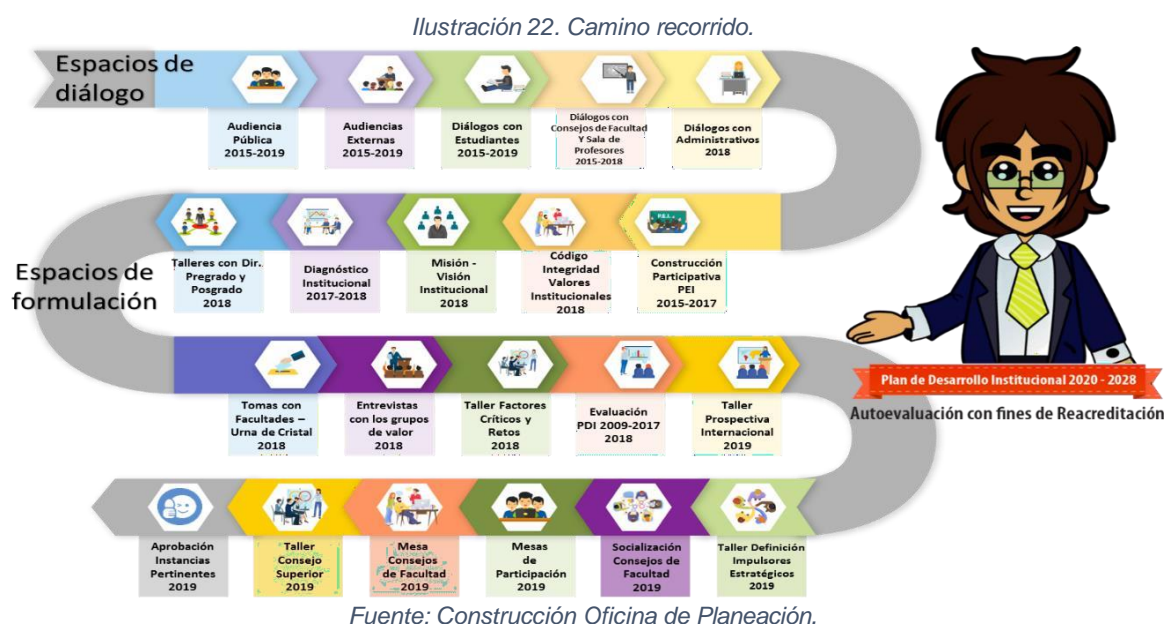 Ilustración 22. Camino recorrido.
Espacios de
diálogo
Audiencia
Pública
2015-2019
Audiencias
Externas
2015-2019
Diálogos con
Estudiantes
2015-2019
Diálogos con
Consejos de Facultad
Y Sala de
Profesores
2015-2018
Diálogos con
Administrativos
2018
Espacios de
formulación
Talleres con Dir..
Pregrado y
Posgrado
2018
Diagnóstico
Institucional
2017-2018
Misión -
Visión
Institucional
2018
Código
Integridad
Valores
Institucionales
2018
P.E.I.
Construcción
Participativa
PEI
2015-2017
Tomas con
Facultades –
Urna de Cristal
2018
Entrevistas
con los grupos
de valor
2018
Taller Factores
Críticos y
Retos
2018
Evaluación
PDI 2009-2017
2018
Taller
Prospectiva
Internacional
2019
Plan de Desarrollo Institucional 2020 - 2028
Autoevaluación con fines de Reacreditación
Aprobación
Instancias
Pertinentes
2019
Taller
Consejo
Superior
2019
Mesa
Consejos
de Facultad
2019
Mesas
de
Participación
2019
Socialización
Consejos de
Facultad
2019
Taller Definición
Impulsores
Estratégicos
2019
Fuente: Construcción Oficina de Planeación.